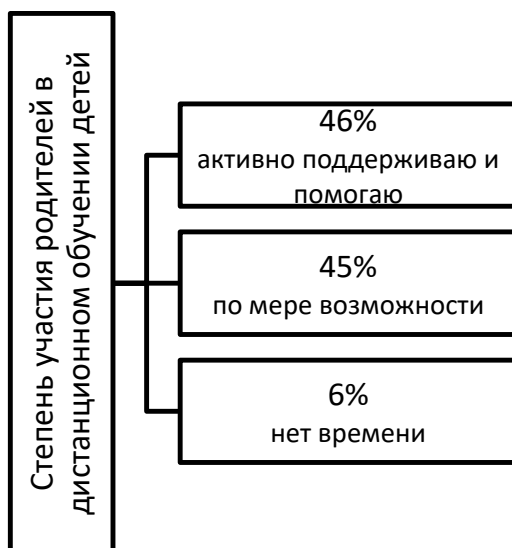 Степень участия родителей в
дистанционном обучении детей
46%
активно поддерживаю и
помогаю
45%
по мере возможности
6%
нет времени